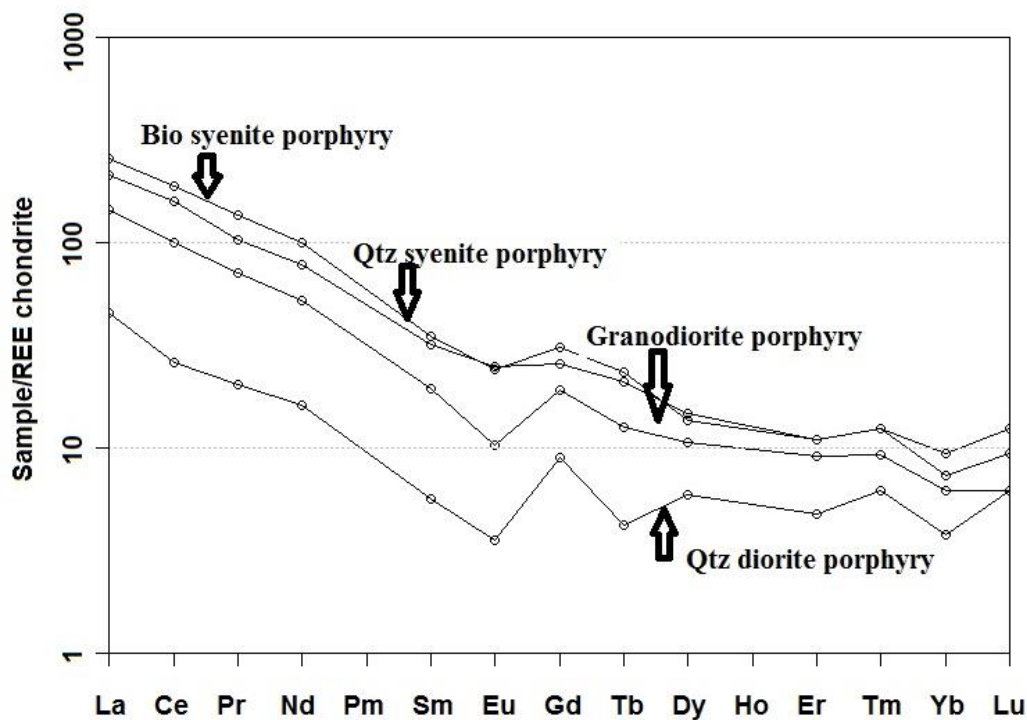 1000
Bio syenite porphyry
100
Qtz syenite porphyry
Granodiorite porphyry
10
Qtz diorite porphyry
1
Sample/REE chondrite
La Ce Pr Nd Pm Sm Eu Gd Tb Dy Ho Er Tm Yb Lu